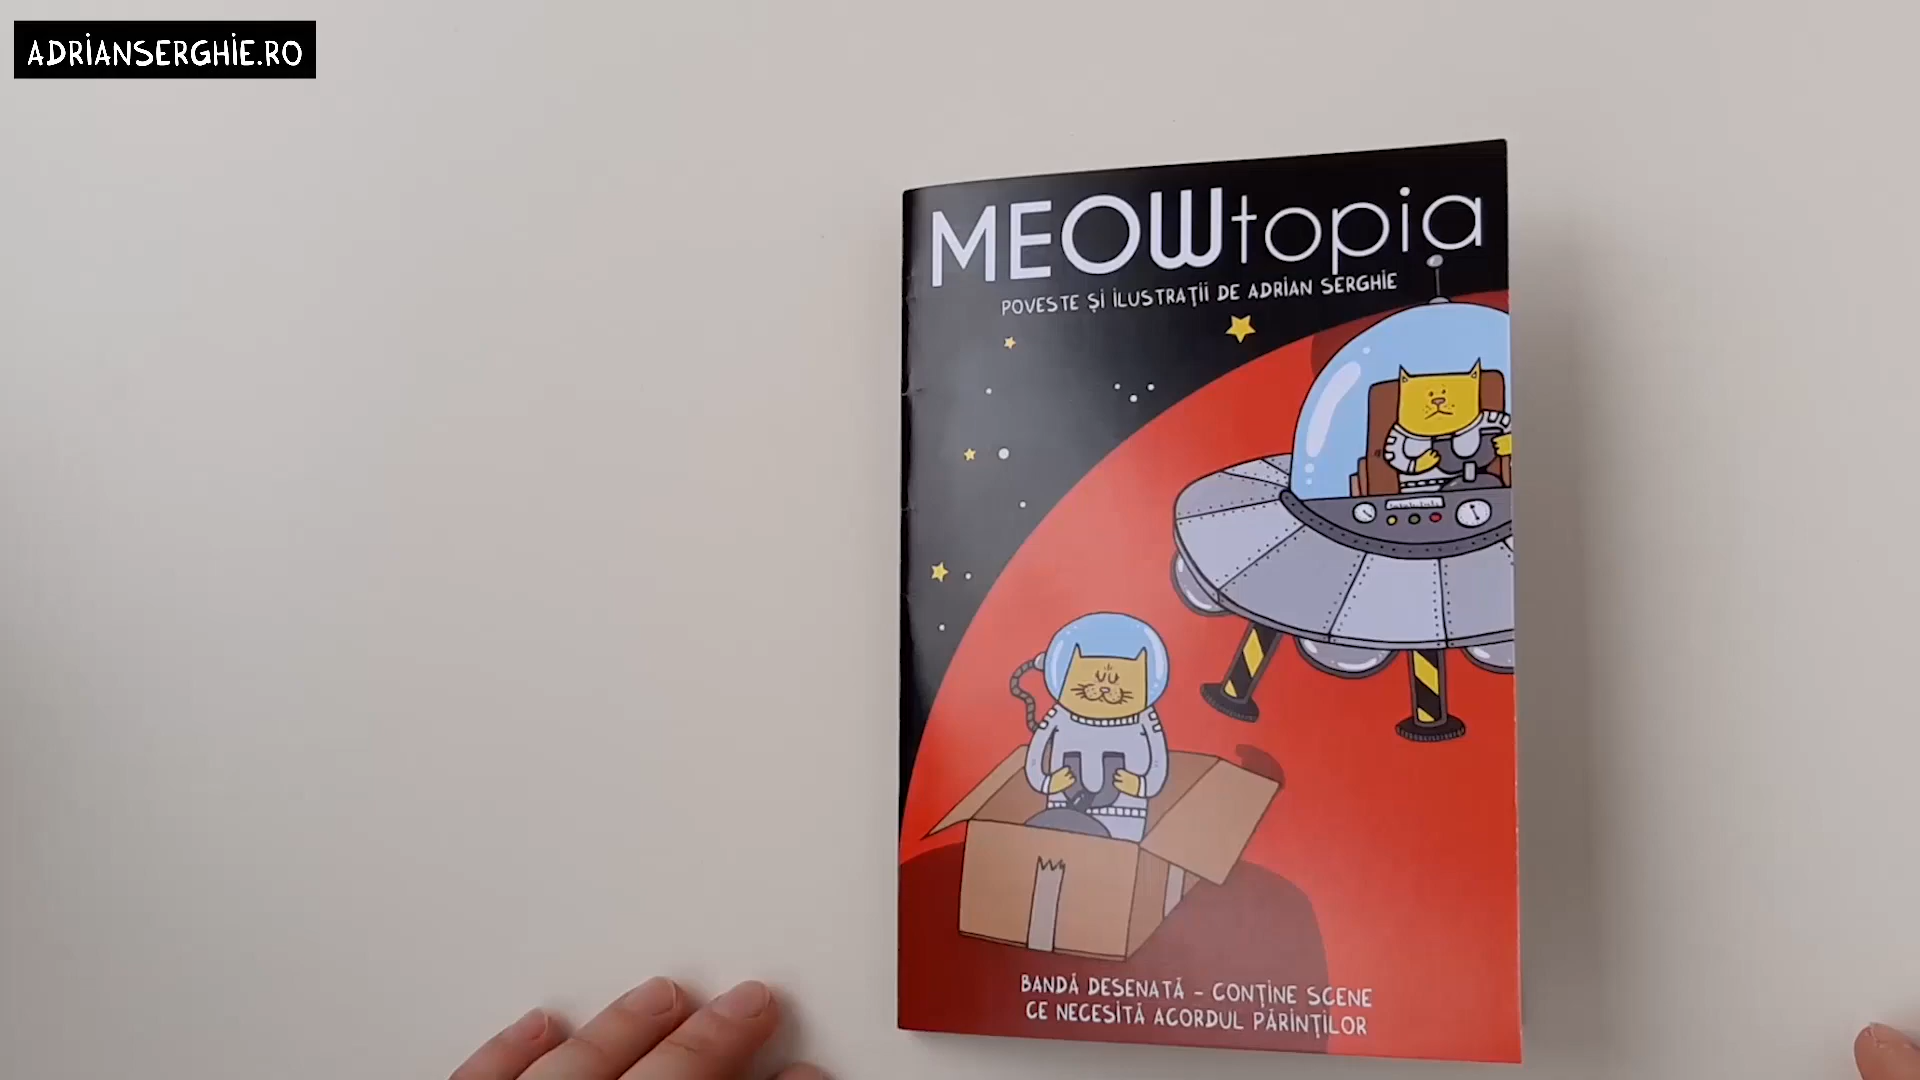 ADRIANSERGHIE.RO
MEOWtopia
POVESTE ȘI ILUSTRAȚII DE ADRIAN SERGHIE
BANDĂ DESENATĂ - CONȚINE SCENE
CE NECESITĂ ACORDUL PĂRINȚILOR